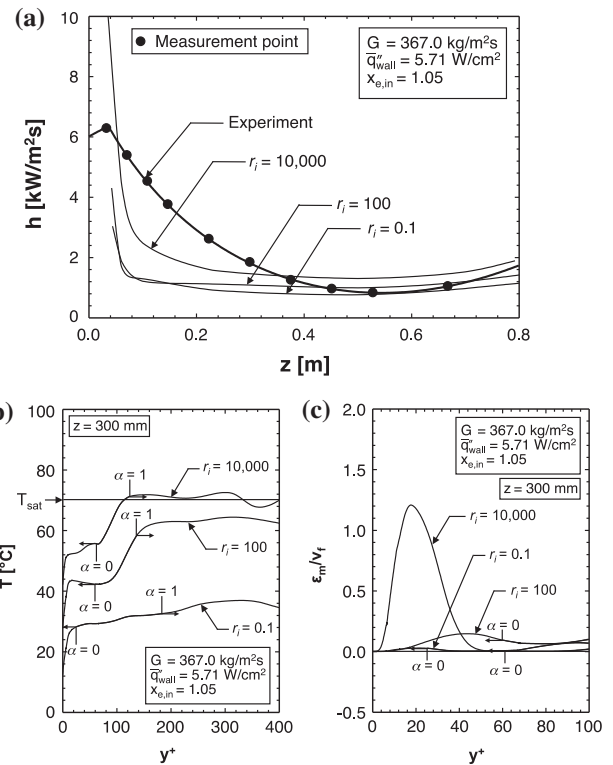 (a)
Measurement point
G = 367.0 kg/m²s
q̅″wall = 5.71 W/cm²
xe,in = 1.05
Experiment
ri = 10,000
ri = 100
ri = 0.1
h [kW/m²s]
10
8
6
4
2
0
0.0 0.2 0.4 0.6 0.8
z [m]
)
z = 300 mm
α = 1
ri = 10,000
Tsat
α = 1
ri = 100
α = 0
α = 0
α = 1
ri = 0.1
α = 0
G = 367.0 kg/m²s
q̅″wall = 5.71 W/cm²
xe,in = 1.05
T [°C]
100
80
60
40
20
0
0 100 200 300 400
y+
(c)
G = 367.0 kg/m²s
q̅″wall = 5.71 W/cm²
xe,in = 1.05
z = 300 mm
ri = 10,000
ri = 0.1
ri = 100
α = 0
α = 0
α = 0
εm/νf
2.0
1.5
1.0
0.5
0.0
-0.5
0 20 40 60 80 100
y+